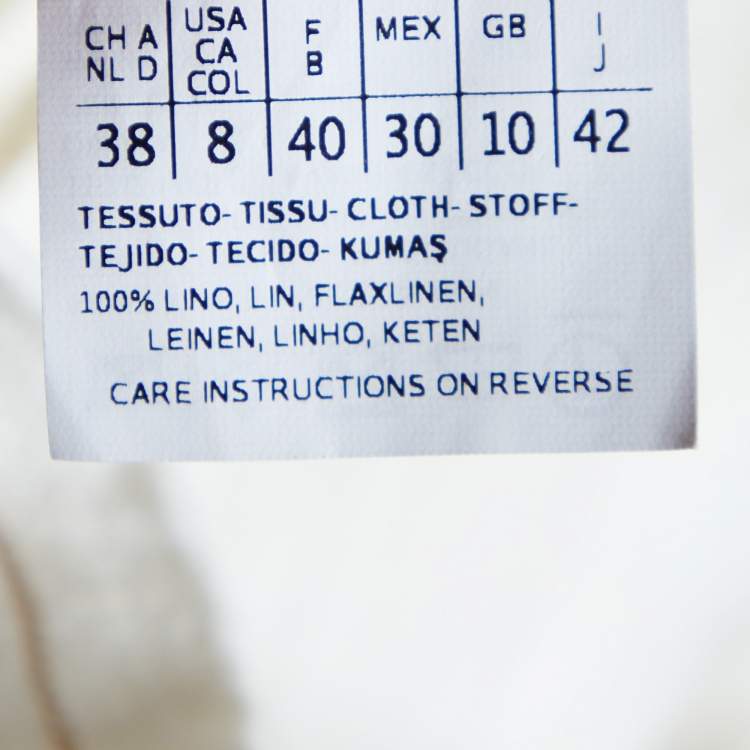 CH A USA F MEX GB I
NL D CA B J
COL
38 8 40 30 10 42
TESSUTO- TISSU- CLOTH- STOFF-
TEJIDO- TECIDO- KUMAŞ
100% LINO, LIN, FLAXLINEN,
LEINEN, LINHO, KETEN
CARE INSTRUCTIONS ON REVERSE